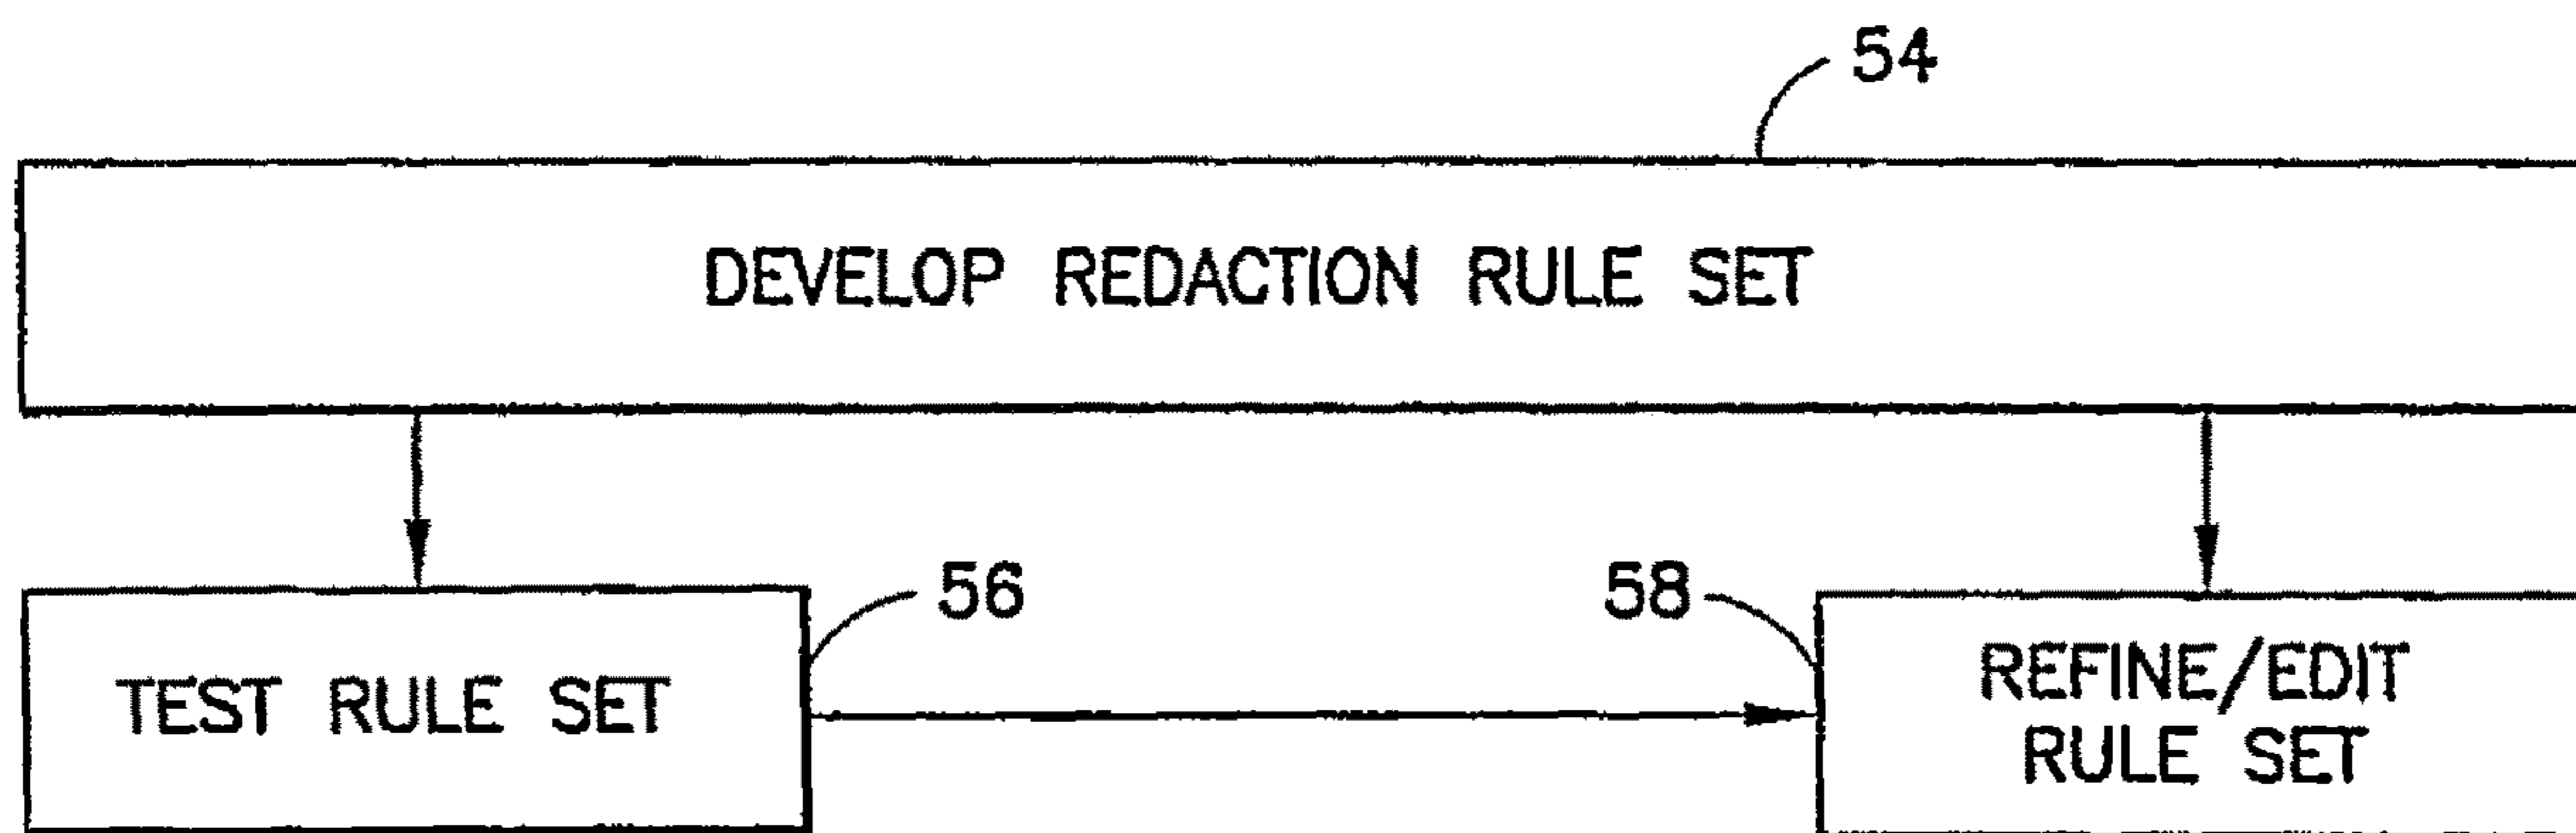 54
DEVELOP REDACTION RULE SET
56
58
TEST RULE SET
REFINE/EDIT
RULE SET